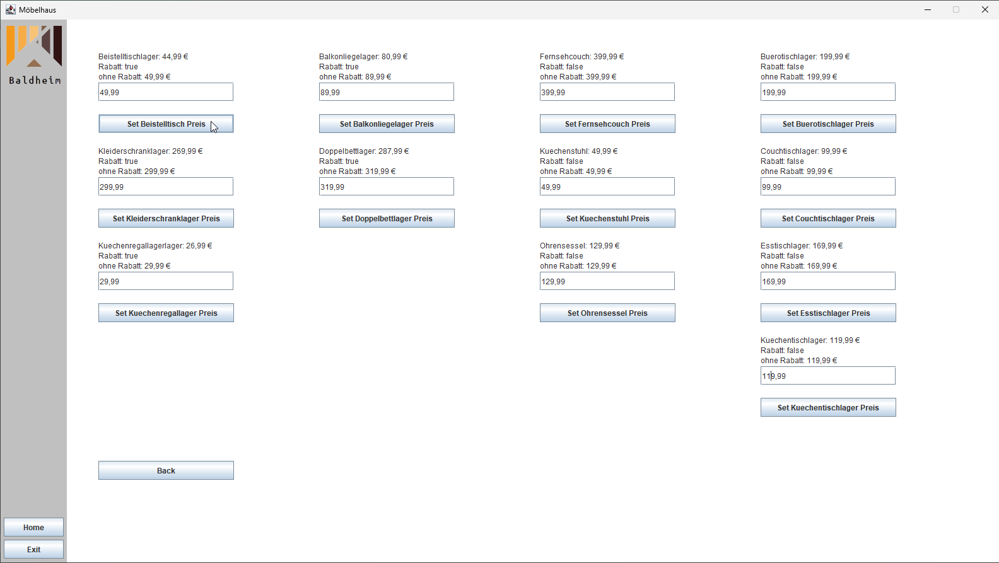 Möbelhaus
Baldheim
Beistelltischlager: 44,99 €
Rabatt: true
ohne Rabatt: 49,99 €
49,99
Set Beistelltisch Preis
Balkonliegelager: 80,99 €
Rabatt: true
ohne Rabatt: 89,99 €
89,99
Set Balkonliegelager Preis
Fernsehcouch: 399,99 €
Rabatt: false
ohne Rabatt: 399,99 €
399,99
Set Fernsehcouch Preis
Buerotischlager: 199,99 €
Rabatt: false
ohne Rabatt: 199,99 €
199,99
Set Buerotischlager Preis
Kleiderschranklager: 269,99 €
Rabatt: true
ohne Rabatt: 299,99 €
299,99
Set Kleiderschranklager Preis
Doppelbettlager: 287,99 €
Rabatt: true
ohne Rabatt: 319,99 €
319,99
Set Doppelbettlager Preis
Kuechenstuhl: 49,99 €
Rabatt: false
ohne Rabatt: 49,99 €
49,99
Set Kuechenstuhl Preis
Couchtischlager: 99,99 €
Rabatt: false
ohne Rabatt: 99,99 €
99,99
Set Couchtischlager Preis
Kuechenregallagerlager: 26,99 €
Rabatt: true
ohne Rabatt: 29,99 €
29,99
Set Kuechenregallager Preis
Ohrensessel: 129,99 €
Rabatt: false
ohne Rabatt: 129,99 €
129,99
Set Ohrensessel Preis
Esstischlager: 169,99 €
Rabatt: false
ohne Rabatt: 169,99 €
169,99
Set Esstischlager Preis
Kuechentischlager: 119,99 €
Rabatt: false
ohne Rabatt: 119,99 €
119,99
Set Kuechentischlager Preis
Back
Home
Exit